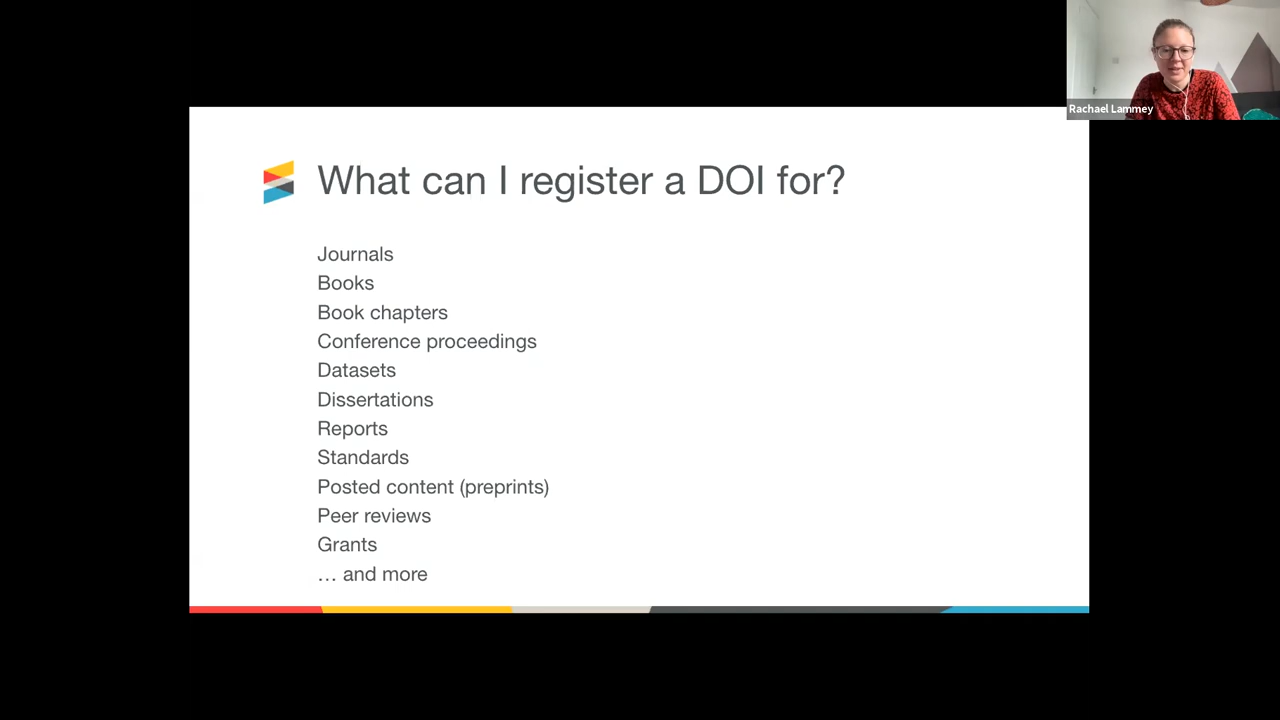 Rachael Lammey
What can I register a DOI for?
Journals
Books
Book chapters
Conference proceedings
Datasets
Dissertations
Reports
Standards
Posted content (preprints)
Peer reviews
Grants
… and more